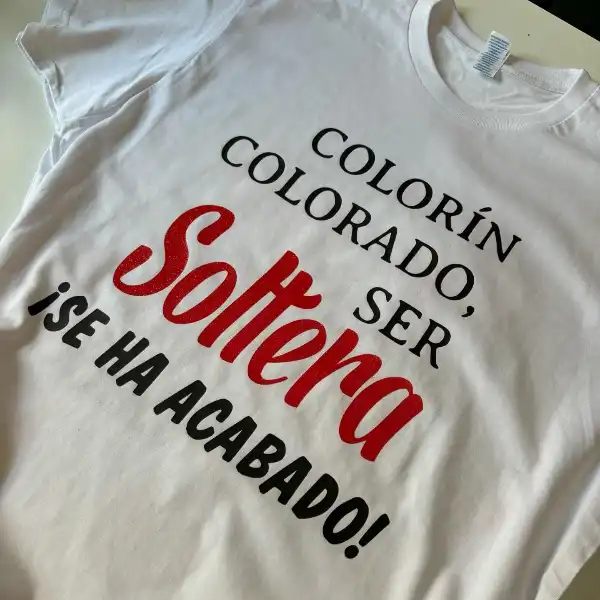 COLORÍN
COLORADO,
SER
Soltera
¡SE HA ACABADO!